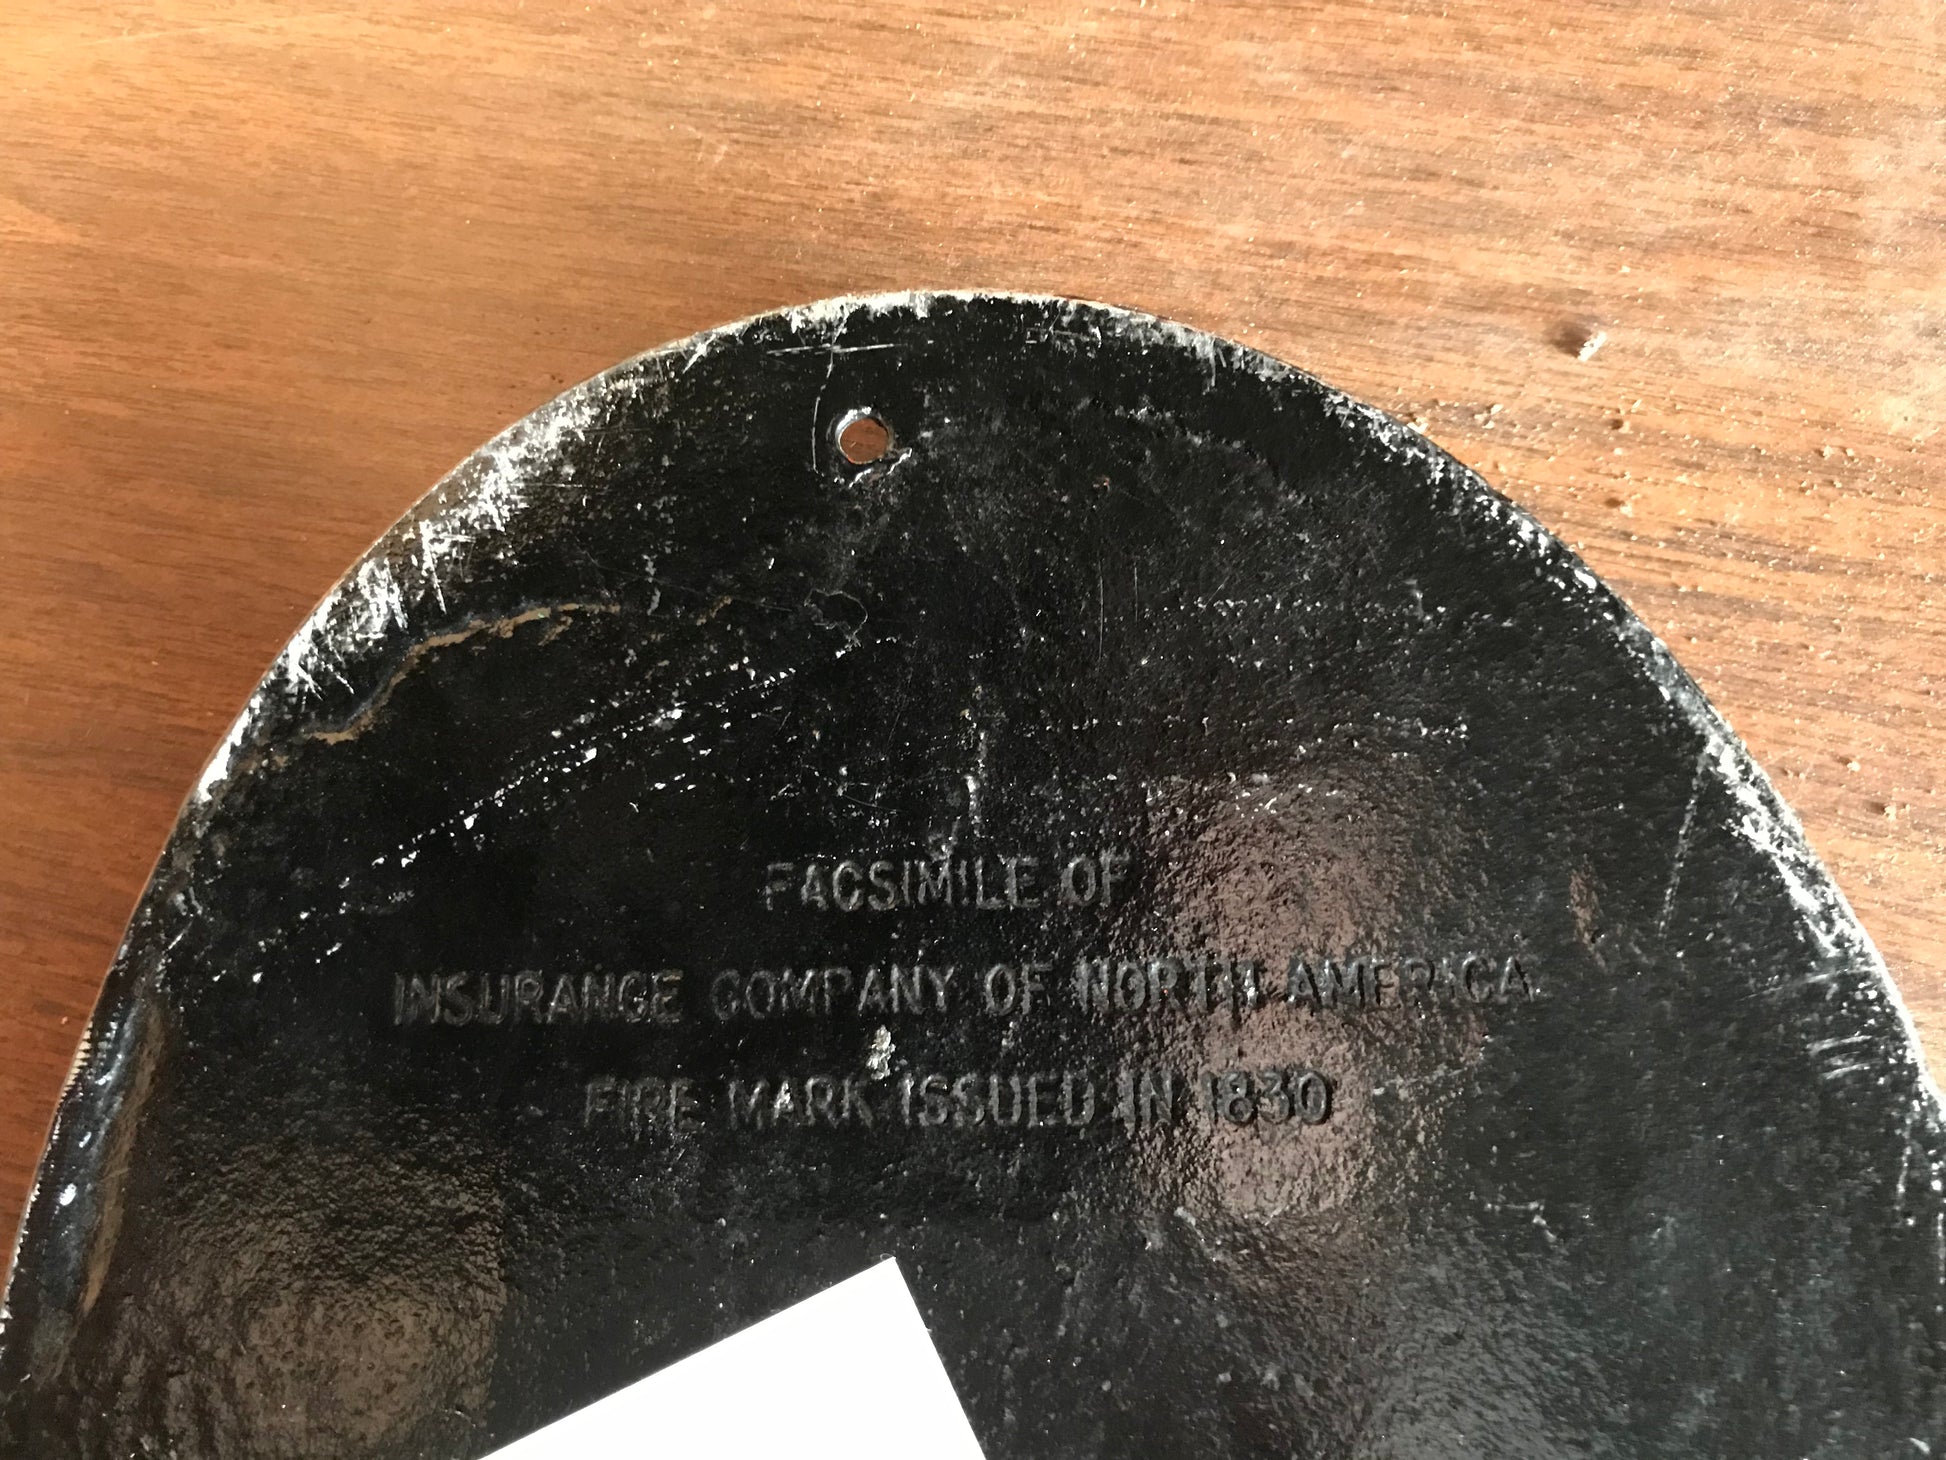 FACSIMILE OF
INSURANCE COMPANY OF NORTH AMERICA
FIRE MARK ISSUED IN 1830